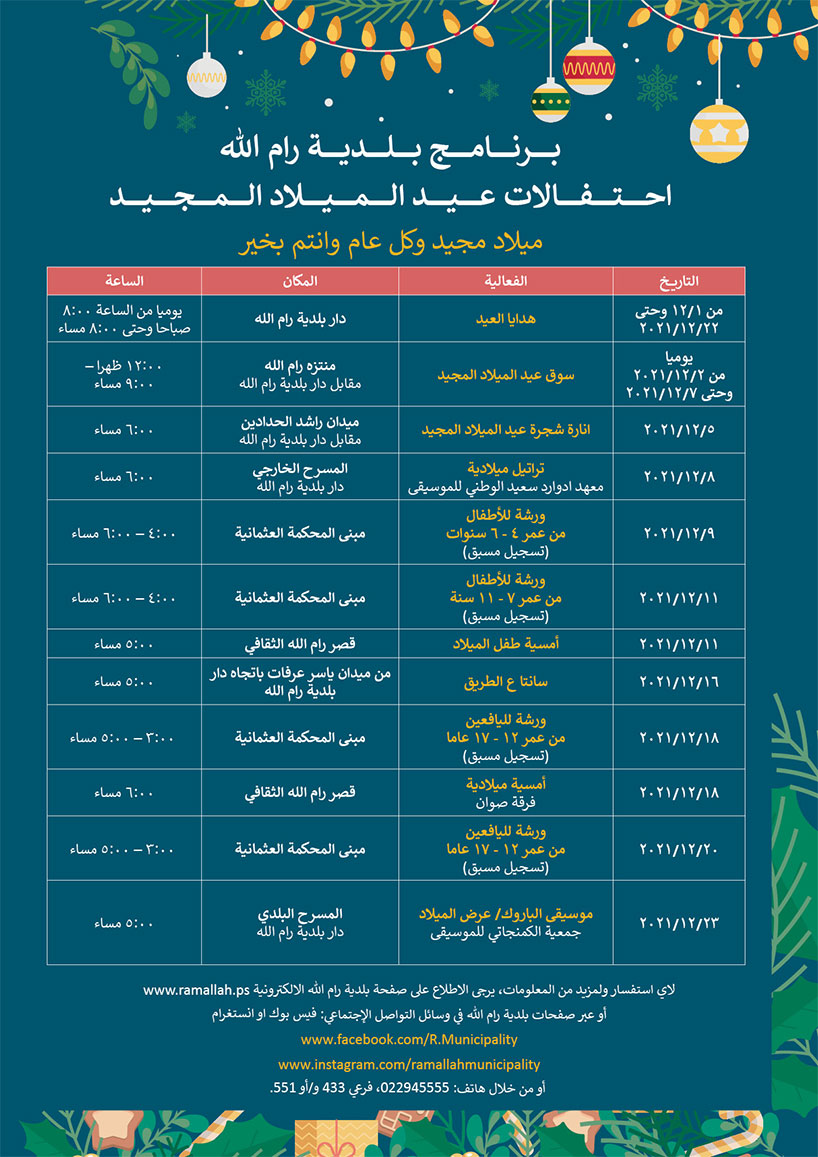 برنامج بلدية رام الله
احتفالات عيد الميلاد المجيد
ميلاد مجيد وكل عام وانتم بخير
التاريخ الفعالية المكان الساعة
من ١٢/١ وحتى ٢٠٢١/١٢/٢٢ هدايا العيد دار بلدية رام الله يوميا من الساعة ٨:٠٠ صباحا وحتى ٨:٠٠ مساء
يوميا من ٢٠٢١/١٢/٢ وحتى ٢٠٢١/١٢/٧ سوق عيد الميلاد المجيد منتزه رام الله مقابل دار بلدية رام الله ١٢:٠٠ ظهرا – ٩:٠٠ مساء
٢٠٢١/١٢/٥ انارة شجرة عيد الميلاد المجيد ميدان راشد الحدادين مقابل دار بلدية رام الله ٦:٠٠ مساء
٢٠٢١/١٢/٨ تراتيل ميلادية معهد ادوارد سعيد الوطني للموسيقى المسرح الخارجي دار بلدية رام الله ٦:٠٠ مساء
٢٠٢١/١٢/٩ ورشة للأطفال من عمر ٤ - ٦ سنوات (تسجيل مسبق) مبنى المحكمة العثمانية ٤:٠٠ – ٦:٠٠ مساء
٢٠٢١/١٢/١١ ورشة للأطفال من عمر ٧ - ١١ سنة (تسجيل مسبق) مبنى المحكمة العثمانية ٤:٠٠ – ٦:٠٠ مساء
٢٠٢١/١٢/١١ أمسية طفل الميلاد قصر رام الله الثقافي ٥:٠٠ مساء
٢٠٢١/١٢/١٦ سانتا ع الطريق من ميدان ياسر عرفات باتجاه دار بلدية رام الله ٥:٠٠ مساء
٢٠٢١/١٢/١٨ ورشة لليافعين من عمر ١٢ - ١٧ عاما (تسجيل مسبق) مبنى المحكمة العثمانية ٣:٠٠ – ٥:٠٠ مساء
٢٠٢١/١٢/١٨ أمسية ميلادية فرقة صوان قصر رام الله الثقافي ٦:٠٠ مساء
٢٠٢١/١٢/٢٠ ورشة لليافعين من عمر ١٢ - ١٧ عاما (تسجيل مسبق) مبنى المحكمة العثمانية ٣:٠٠ – ٥:٠٠ مساء
٢٠٢١/١٢/٢٣ موسيقى الباروك/ عرض الميلاد جمعية الكمنجاتي للموسيقى المسرح البلدي دار بلدية رام الله ٥:٠٠ مساء
لاي استفسار ولمزيد من المعلومات، يرجى الاطلاع على صفحة بلدية رام الله الالكترونية www.ramallah.ps
أو عبر صفحات بلدية رام الله في وسائل التواصل الإجتماعي: فيس بوك او انستغرام
www.facebook.com/R.Municipality
www.instagram.com/ramallahmunicipality
أو من خلال هاتف: 022945555، فرعي 433 و/أو 551.